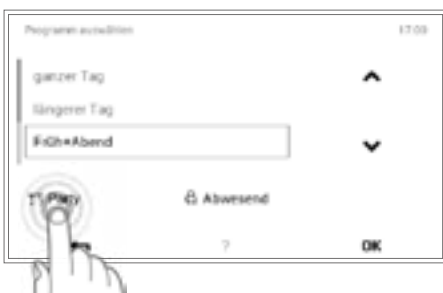 Programm auswählen 17:09
ganzer Tag
längerer Tag
Früh+Abend
Party Abwesend
? OK